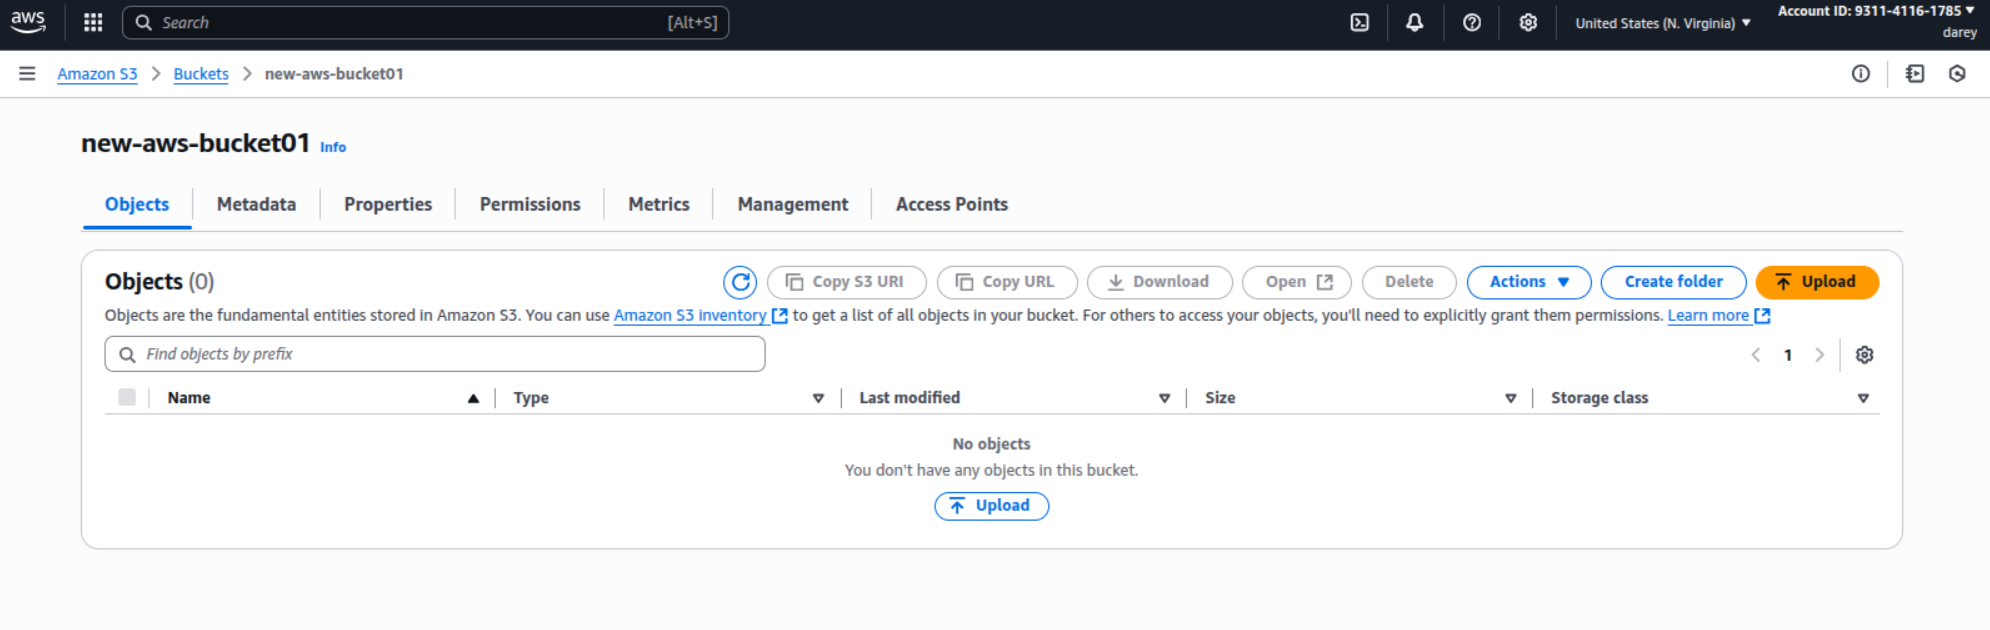 aws Search [Alt+S] United States (N. Virginia) Account ID: 9311-4116-1785
darey
Amazon S3 Buckets new-aws-bucket01
new-aws-bucket01 Info
Objects Metadata Properties Permissions Metrics Management Access Points
Objects (0) Copy S3 URI Copy URL Download Open Delete Actions Create folder Upload
Objects are the fundamental entities stored in Amazon S3. You can use Amazon S3 inventory to get a list of all objects in your bucket. For others to access your objects, you'll need to explicitly grant them permissions. Learn more
Find objects by prefix 1
Name Type Last modified Size Storage class
No objects
You don't have any objects in this bucket.
Upload